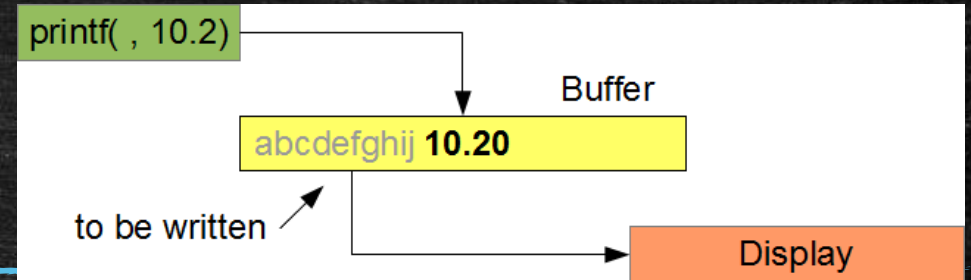 printf( , 10.2)
Buffer
abcdefghij 10.20
to be written
Display